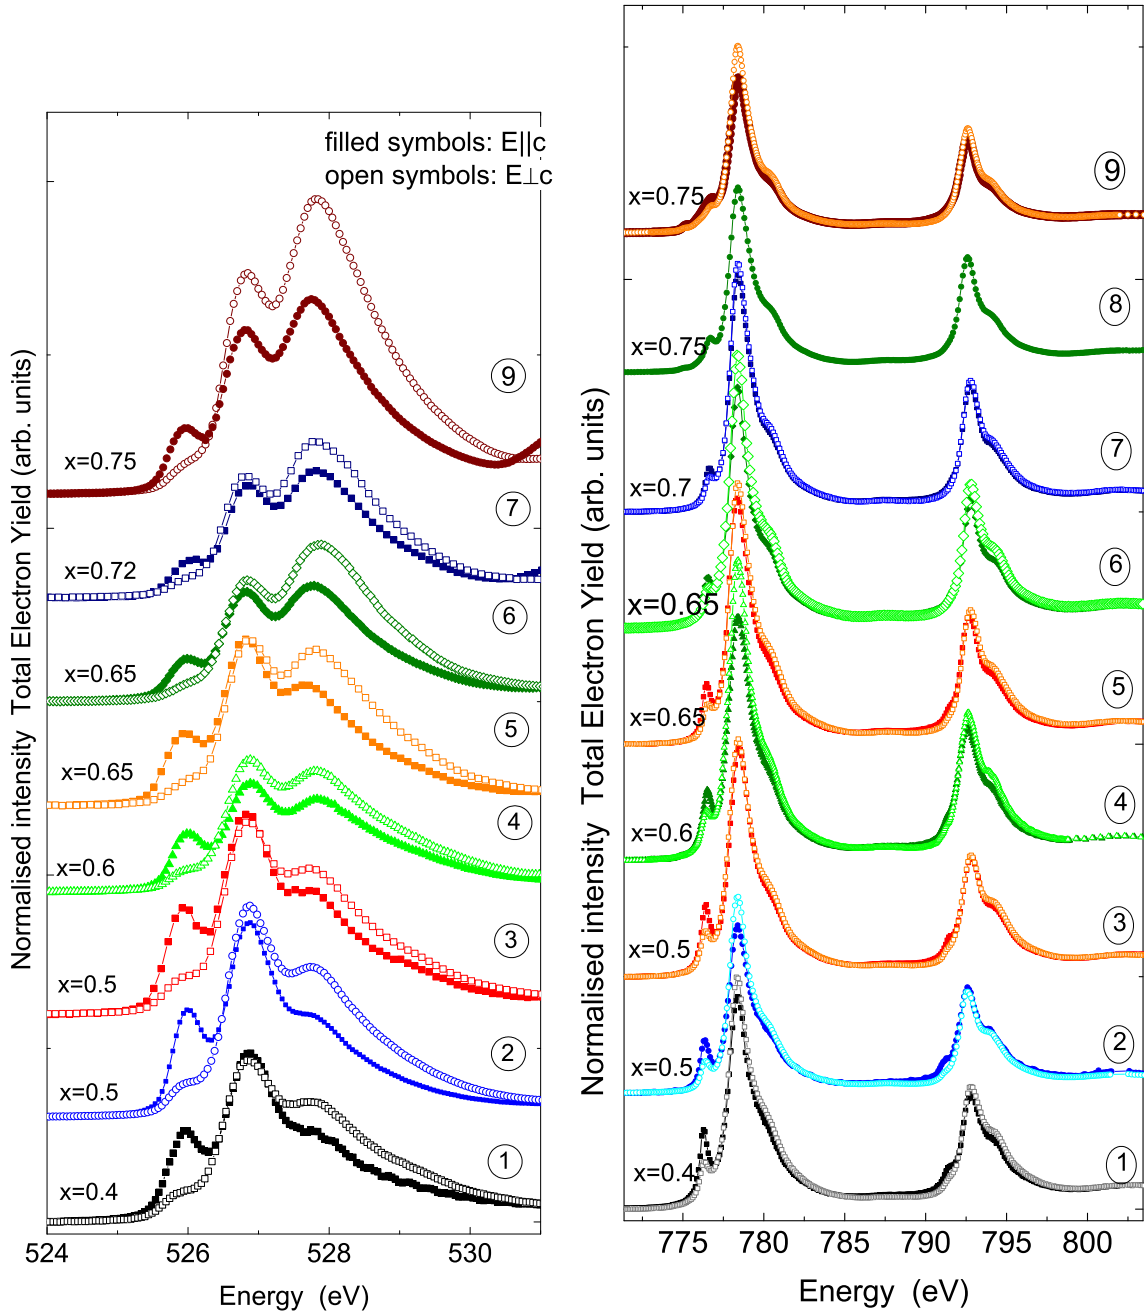 filled symbols: E||c
open symbols: E⊥c
9
x=0.75
7
x=0.72
6
x=0.65
5
x=0.65
4
x=0.6
3
x=0.5
2
x=0.5
1
x=0.4
524 526 528 530
Energy (eV)
Normalised intensity Total Electron Yield (arb. units)
9
x=0.75
8
x=0.75
7
x=0.7
6
x=0.65
5
x=0.65
4
x=0.6
3
x=0.5
2
x=0.5
1
x=0.4
775 780 785 790 795 800
Energy (eV)
Normalised intensity Total Electron Yield (arb. units)